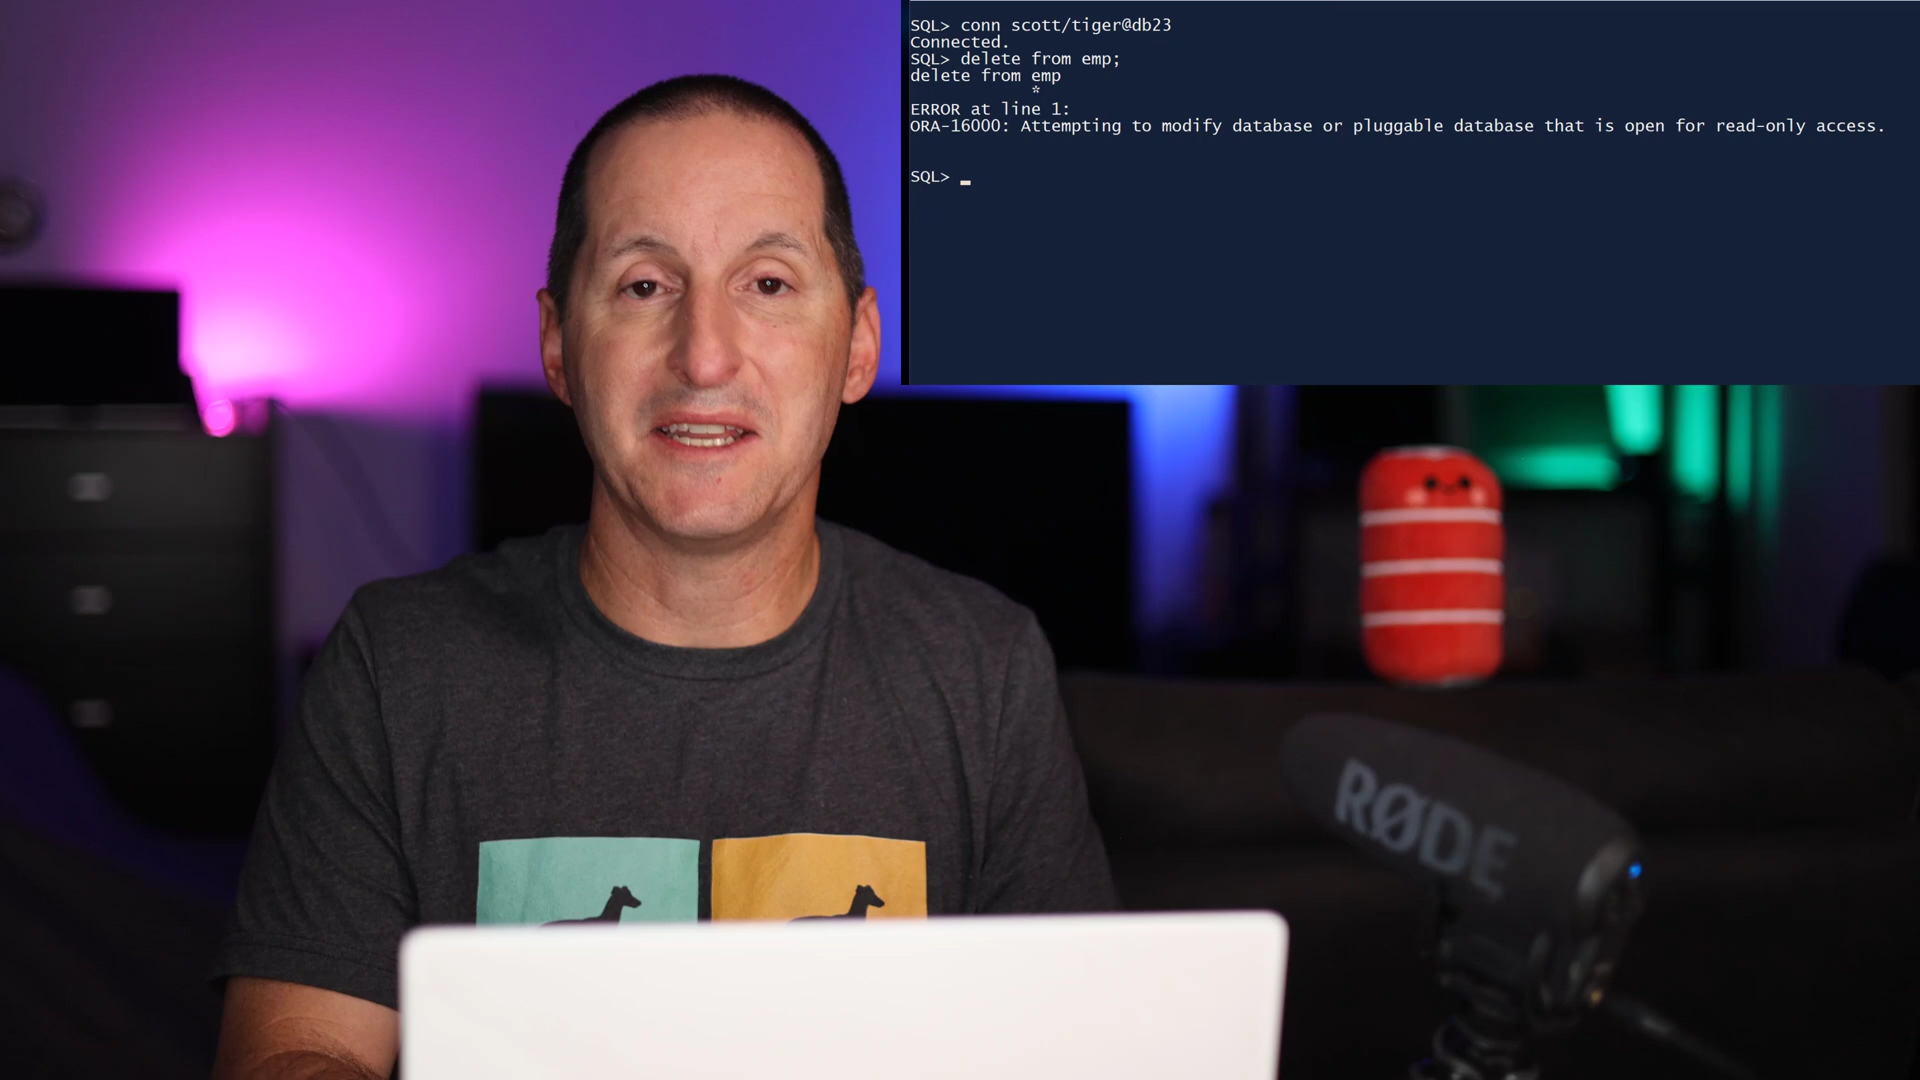 SQL> conn scott/tiger@db23
Connected.
SQL> delete from emp;
delete from emp
            *
ERROR at line 1:
ORA-16000: Attempting to modify database or pluggable database that is open for read-only access.
SQL> _
RØDE